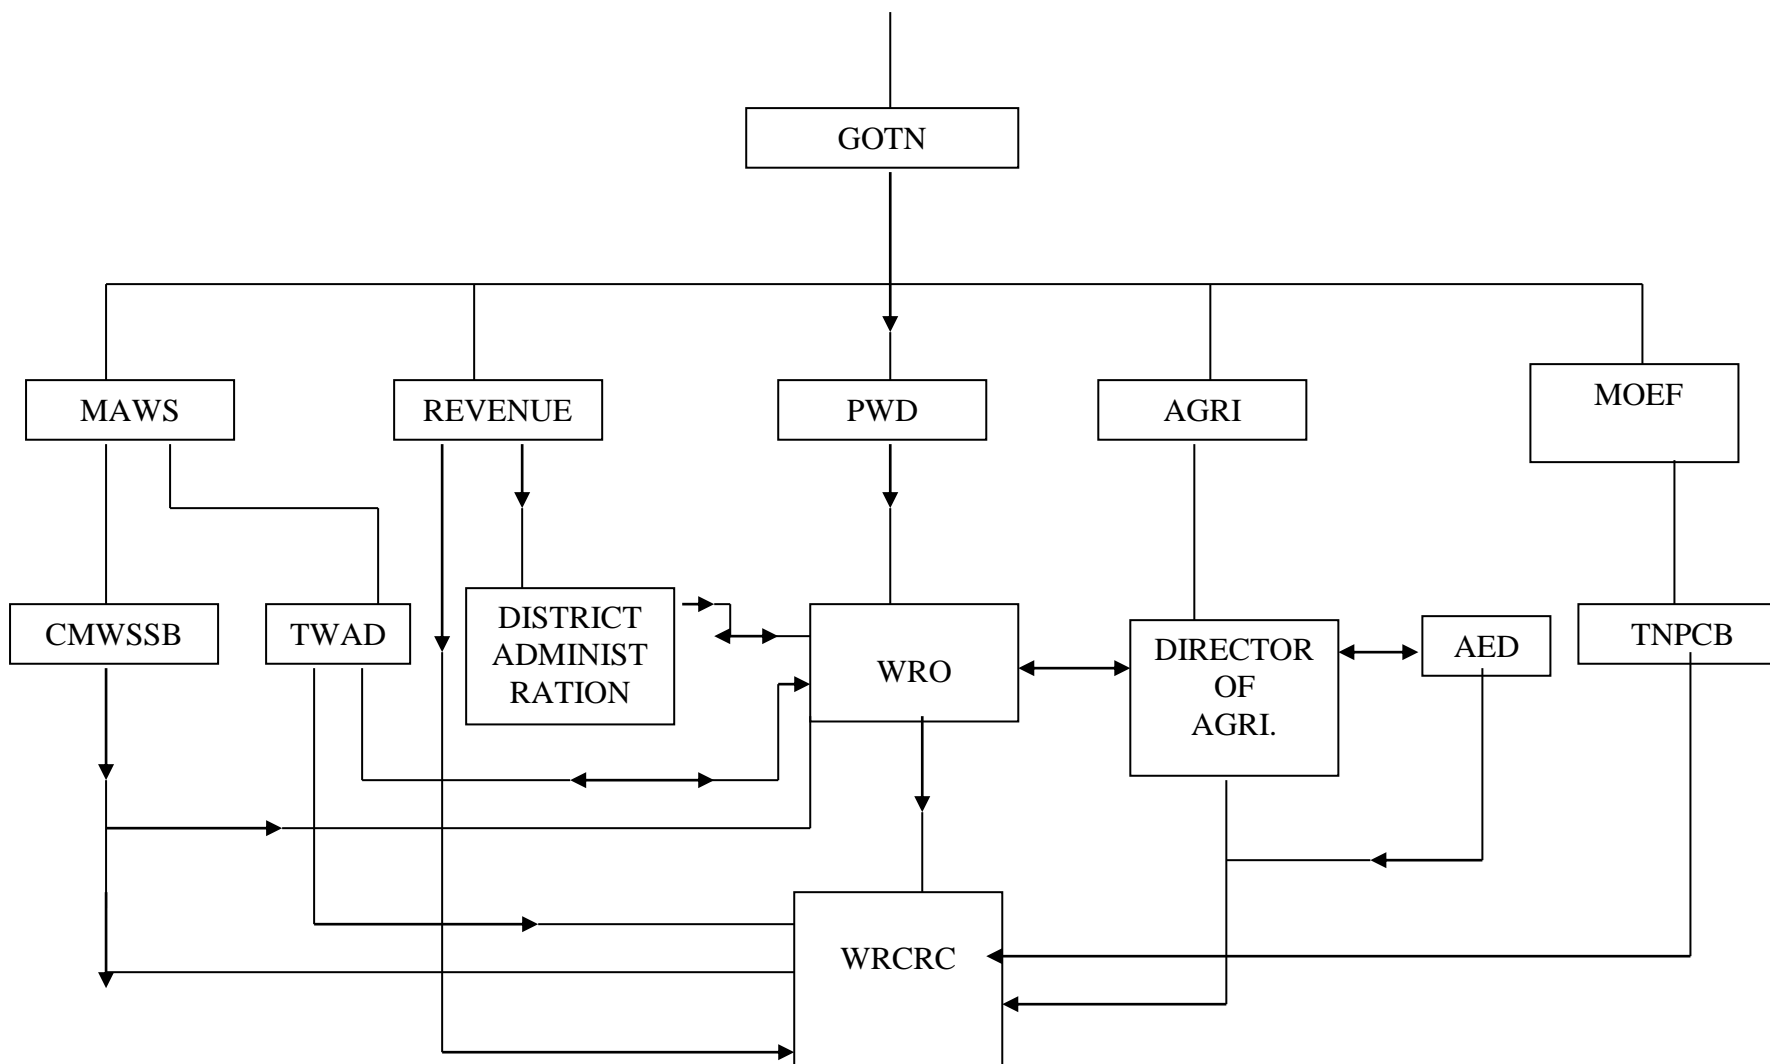 GOTN
MAWS
REVENUE
PWD
AGRI
MOEF
CMWSSB
TWAD
DISTRICT
ADMINIST
RATION
WRO
DIRECTOR
OF
AGRI.
AED
TNPCB
WRCRC